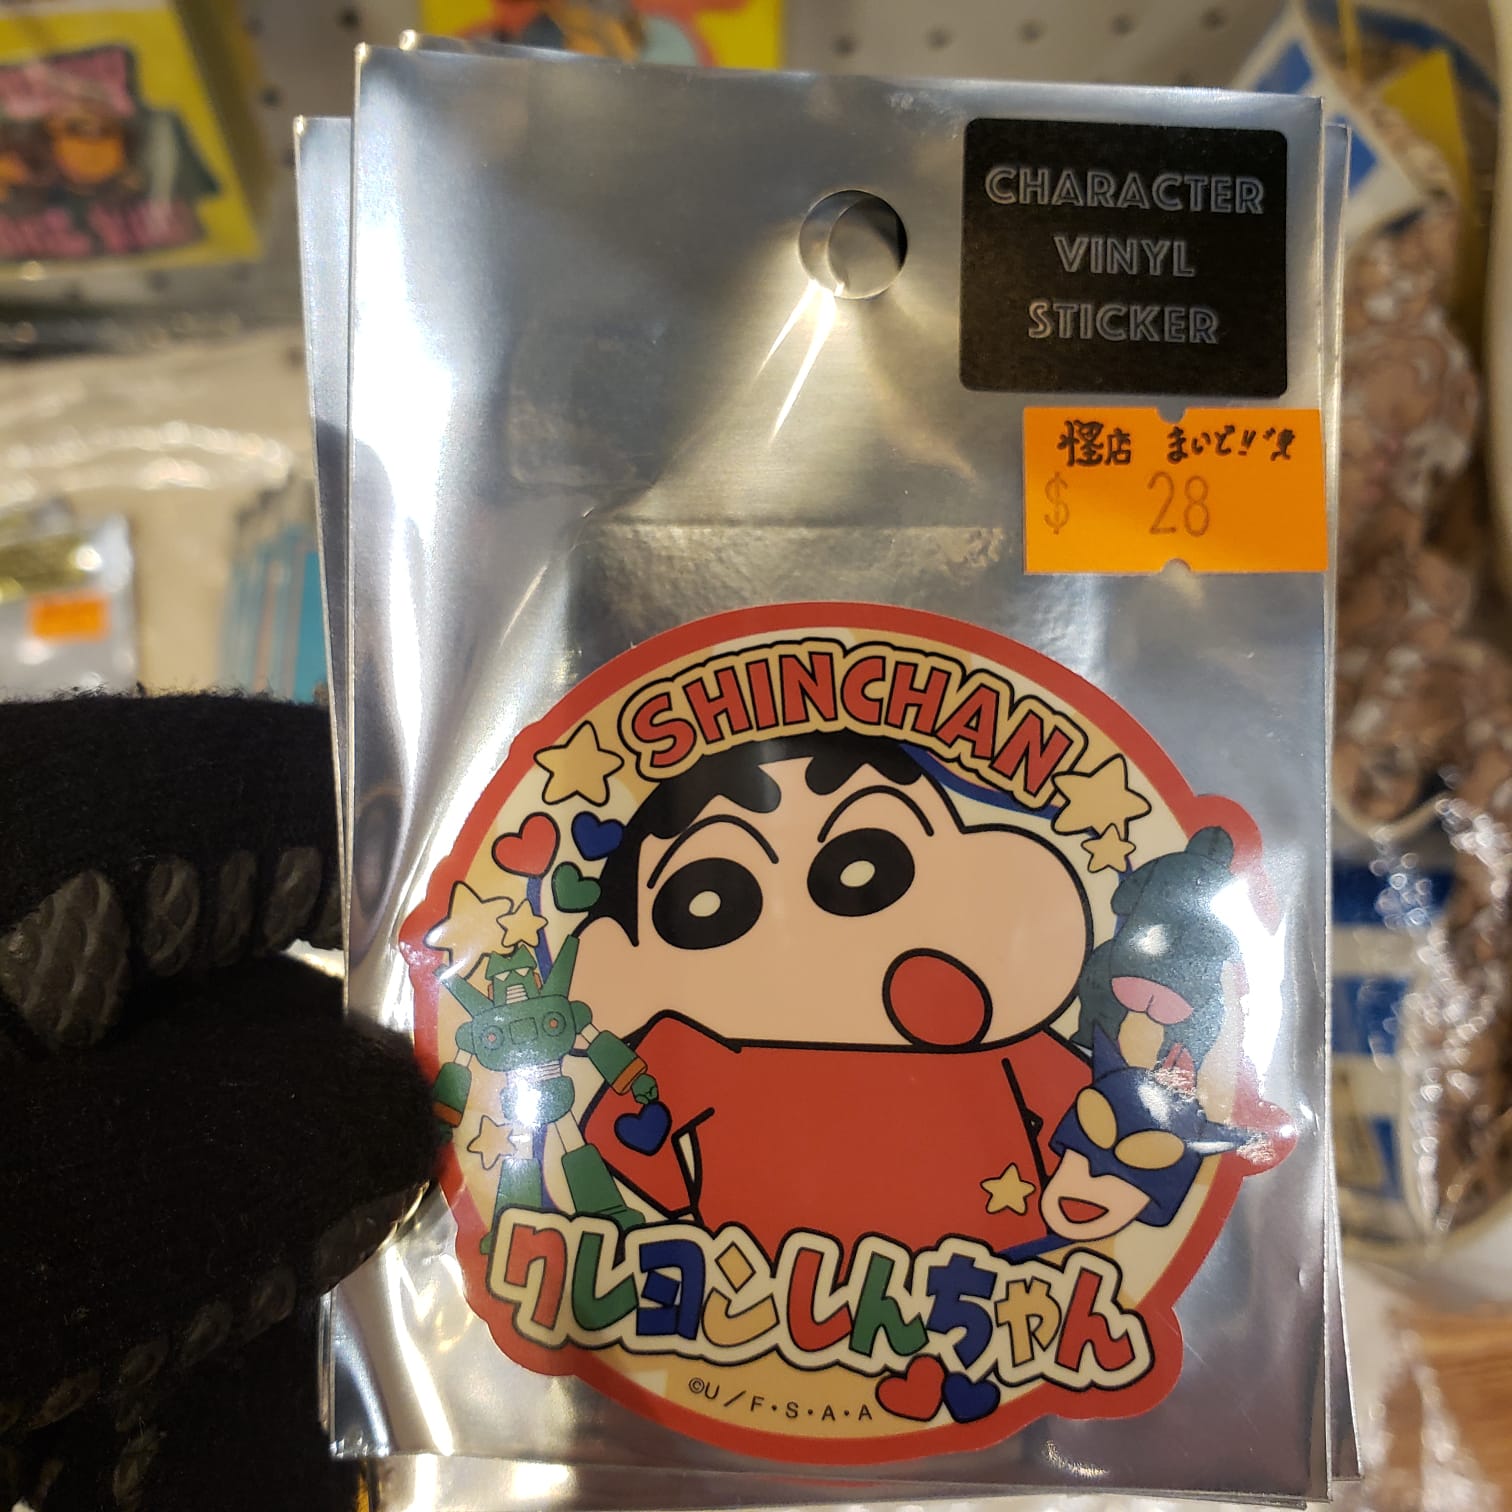 CHARACTER
VINYL
STICKER
怪店 まいど!!
$ 28
SHINCHAN
クレヨンしんちゃん
©U/F・S・A・A